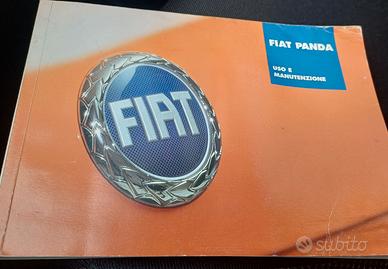 FIAT PANDA
USO E
MANUTENZIONE
FIAT
subito